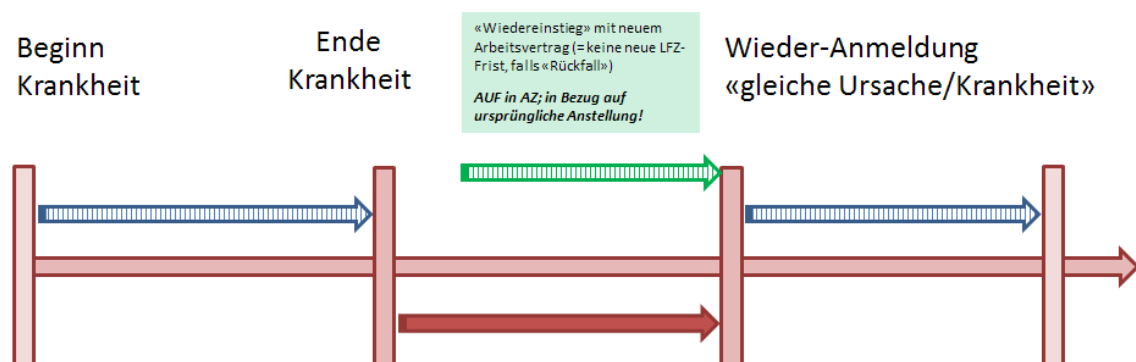 Beginn
Krankheit
Ende
Krankheit
«Wiedereinstieg» mit neuem
Arbeitsvertrag (= keine neue LFZ-
Frist, falls «Rückfall»)
AUF in AZ; in Bezug auf
ursprüngliche Anstellung!
Wieder-Anmeldung
«gleiche Ursache/Krankheit»